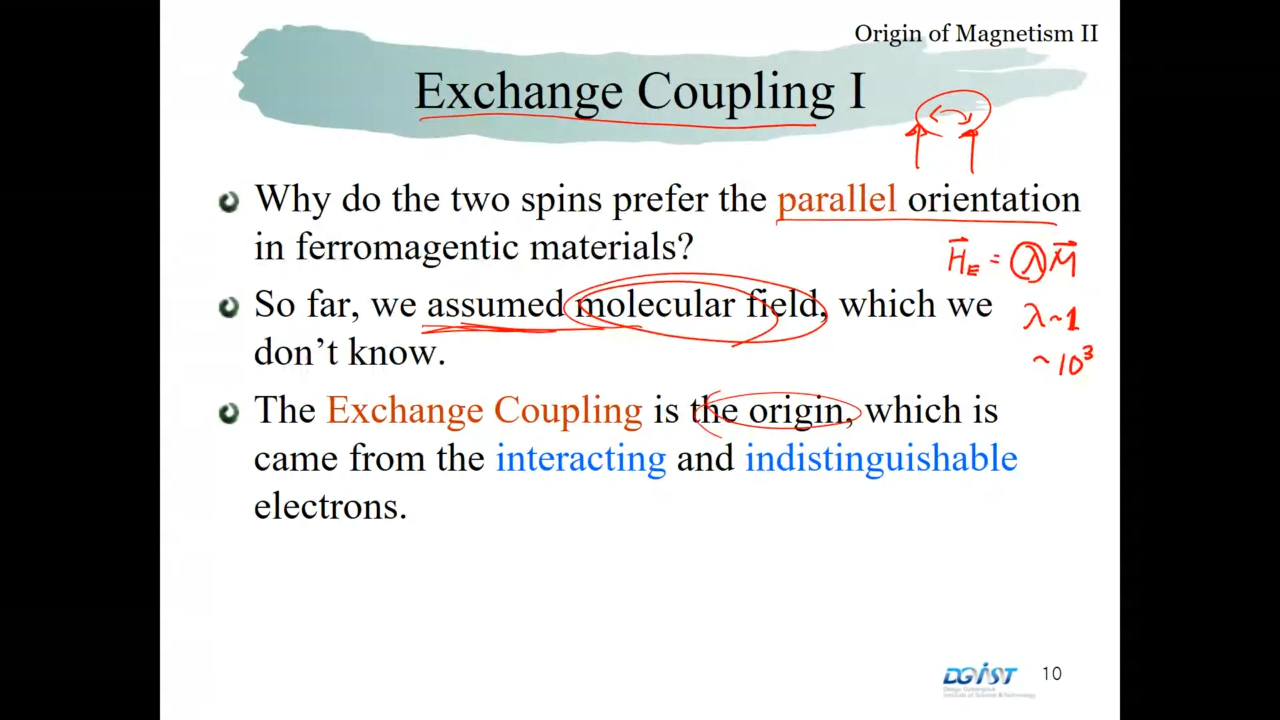 Origin of Magnetism II
Exchange Coupling I
Why do the two spins prefer the parallel orientation
in ferromagentic materials?
H⃗_E = λM⃗
So far, we assumed molecular field, which we
don't know.
λ~1
~10³
The Exchange Coupling is the origin, which is
came from the interacting and indistinguishable
electrons.
DGIST
10